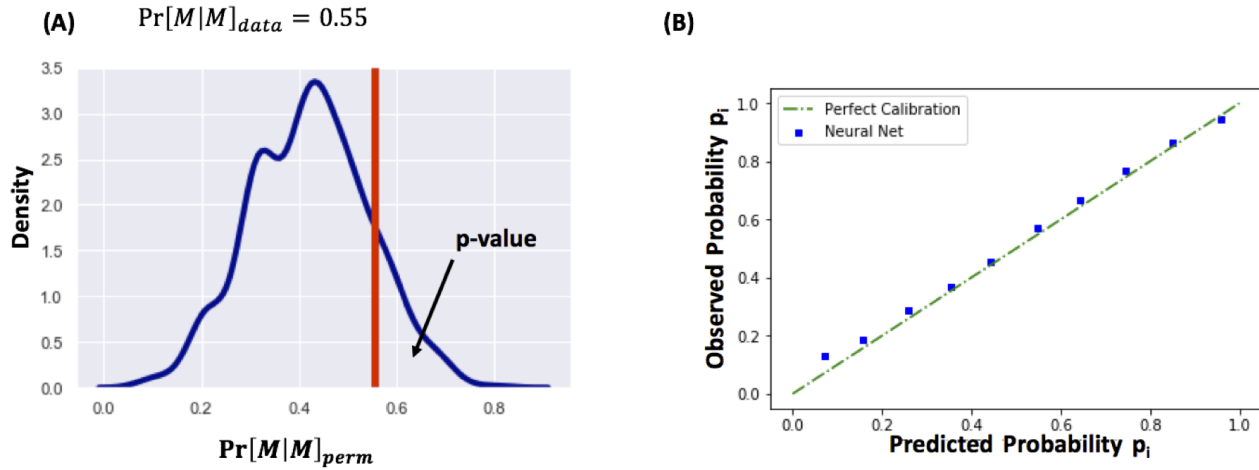 (A)
Pr[M|M]data = 0.55
3.5
3.0
2.5
2.0
1.5
1.0
0.5
0.0
Density
p-value
0.0 0.2 0.4 0.6 0.8
Pr[M|M]perm
(B)
1.0
0.8
0.6
0.4
0.2
0.0
Observed Probability pi
Perfect Calibration
Neural Net
0.0 0.2 0.4 0.6 0.8 1.0
Predicted Probability pi